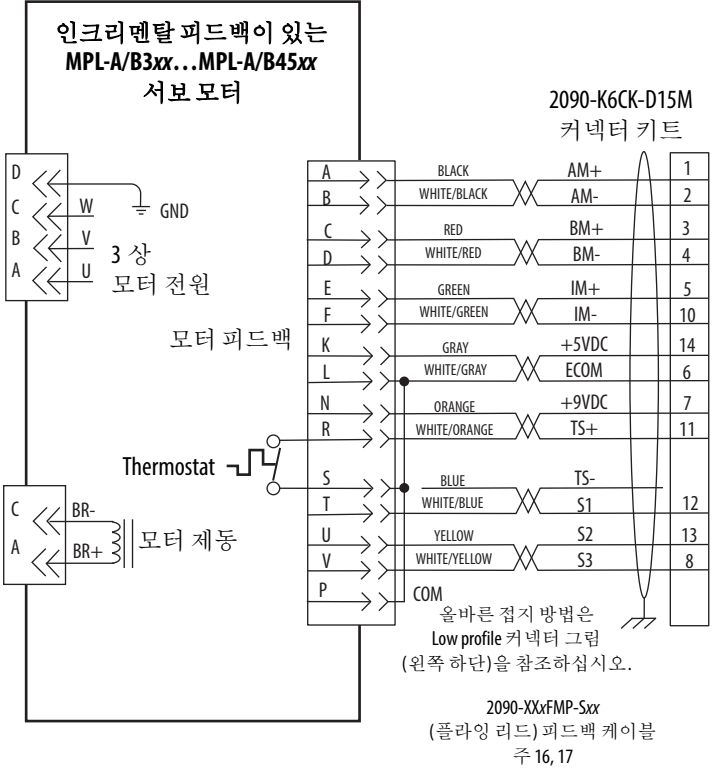 인크리멘탈 피드백이 있는
MPL-A/B3xx...MPL-A/B45xx
서보 모터
2090-K6CK-D15M
커넥터 키트
D
C
B
A
W
V
U
GND
3 상
모터 전원
모터 피드백
Thermostat
C
A
BR-
BR+
모터 제동
A BLACK AM+ 1
B WHITE/BLACK AM- 2
C RED BM+ 3
D WHITE/RED BM- 4
E GREEN IM+ 5
F WHITE/GREEN IM- 10
K GRAY +5VDC 14
L WHITE/GRAY ECOM 6
N ORANGE +9VDC 7
R WHITE/ORANGE TS+ 11
S BLUE TS-
T WHITE/BLUE S1 12
U YELLOW S2 13
V WHITE/YELLOW S3 8
P COM
올바른 접지 방법은
Low profile 커넥터 그림
(왼쪽 하단)을 참조하십시오.
2090-XXxFMP-Sxx
(플라잉 리드) 피드백 케이블
주 16, 17